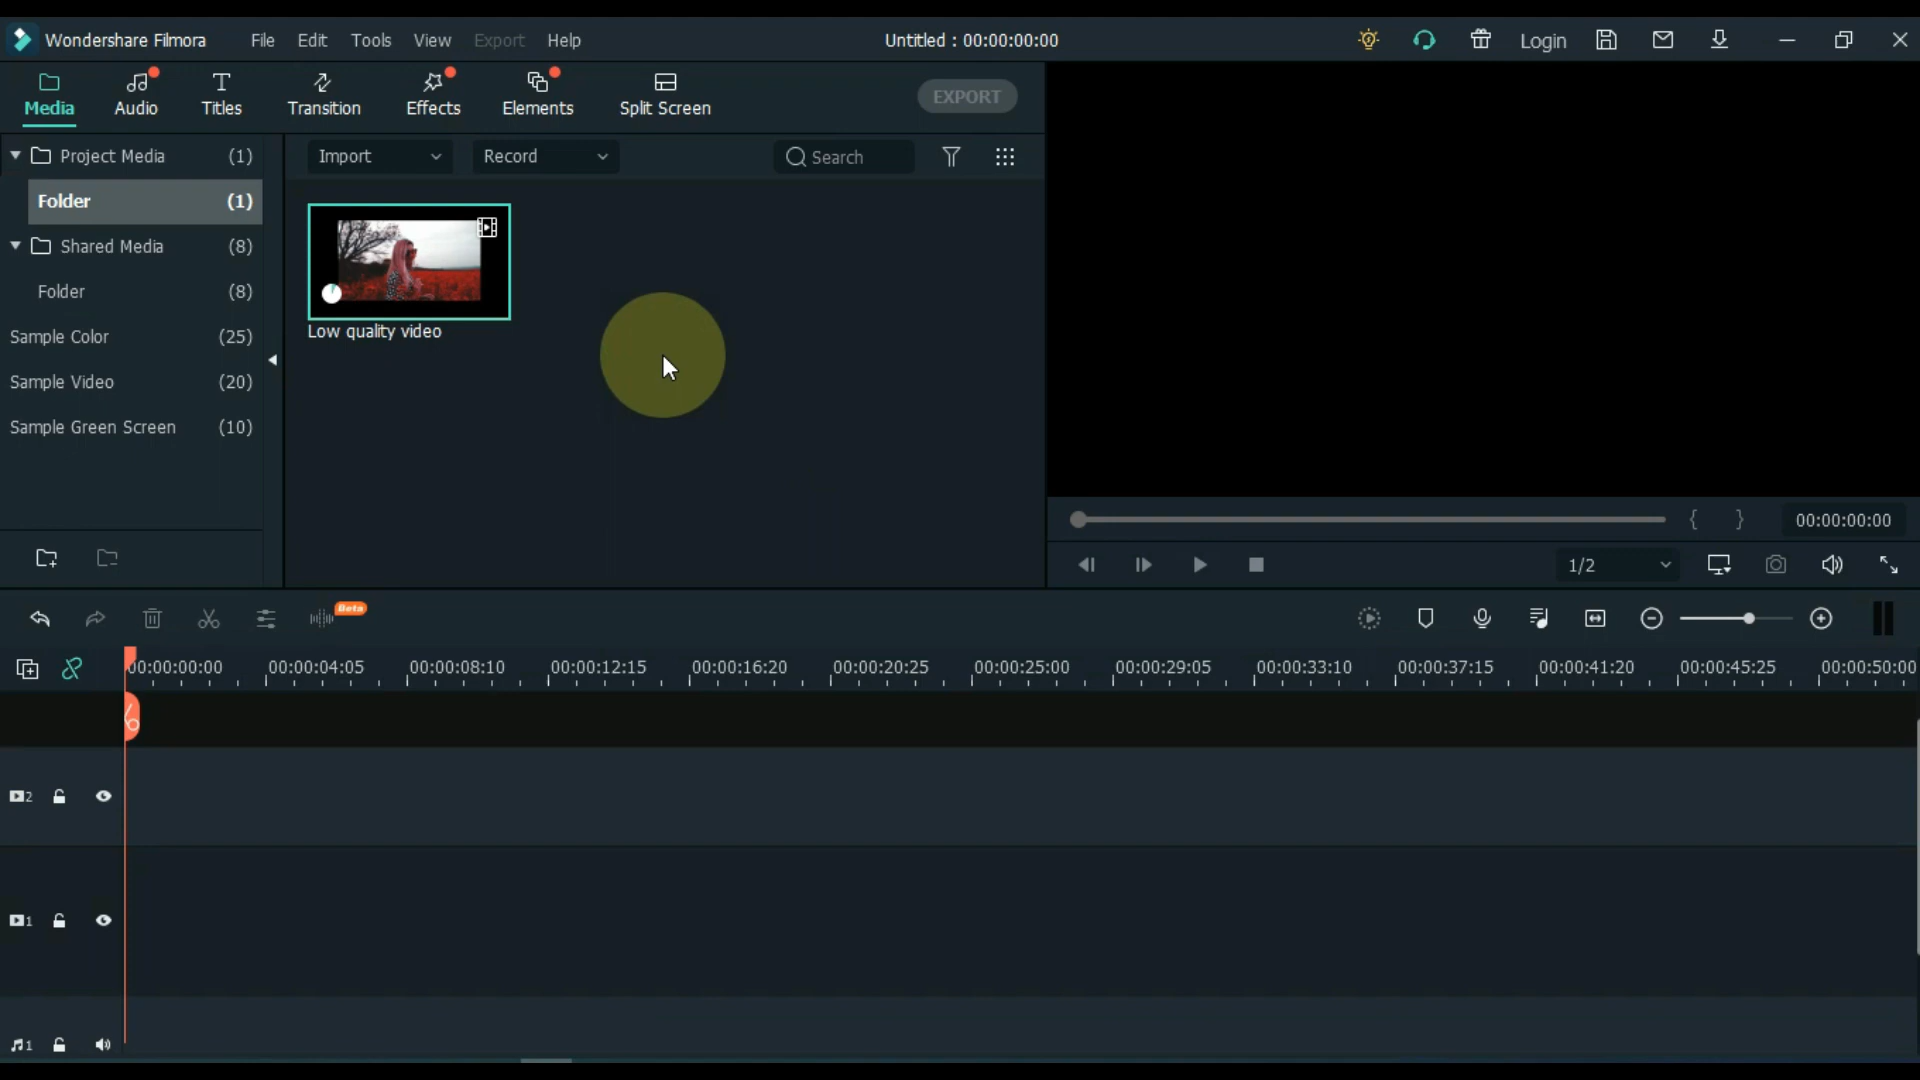 Wondershare Filmora File Edit Tools View Export Help Untitled : 00:00:00:00 Login
Media Audio Titles Transition Effects Elements Split Screen EXPORT
Project Media (1) Import Record Search
Folder (1)
Shared Media (8)
Folder (8)
Low quality video
Sample Color (25)
Sample Video (20)
Sample Green Screen (10)
{ } 00:00:00:00
1/2
Beta
00:00:00:00 00:00:04:05 00:00:08:10 00:00:12:15 00:00:16:20 00:00:20:25 00:00:25:00 00:00:29:05 00:00:33:10 00:00:37:15 00:00:41:20 00:00:45:25 00:00:50:00
2
1
1